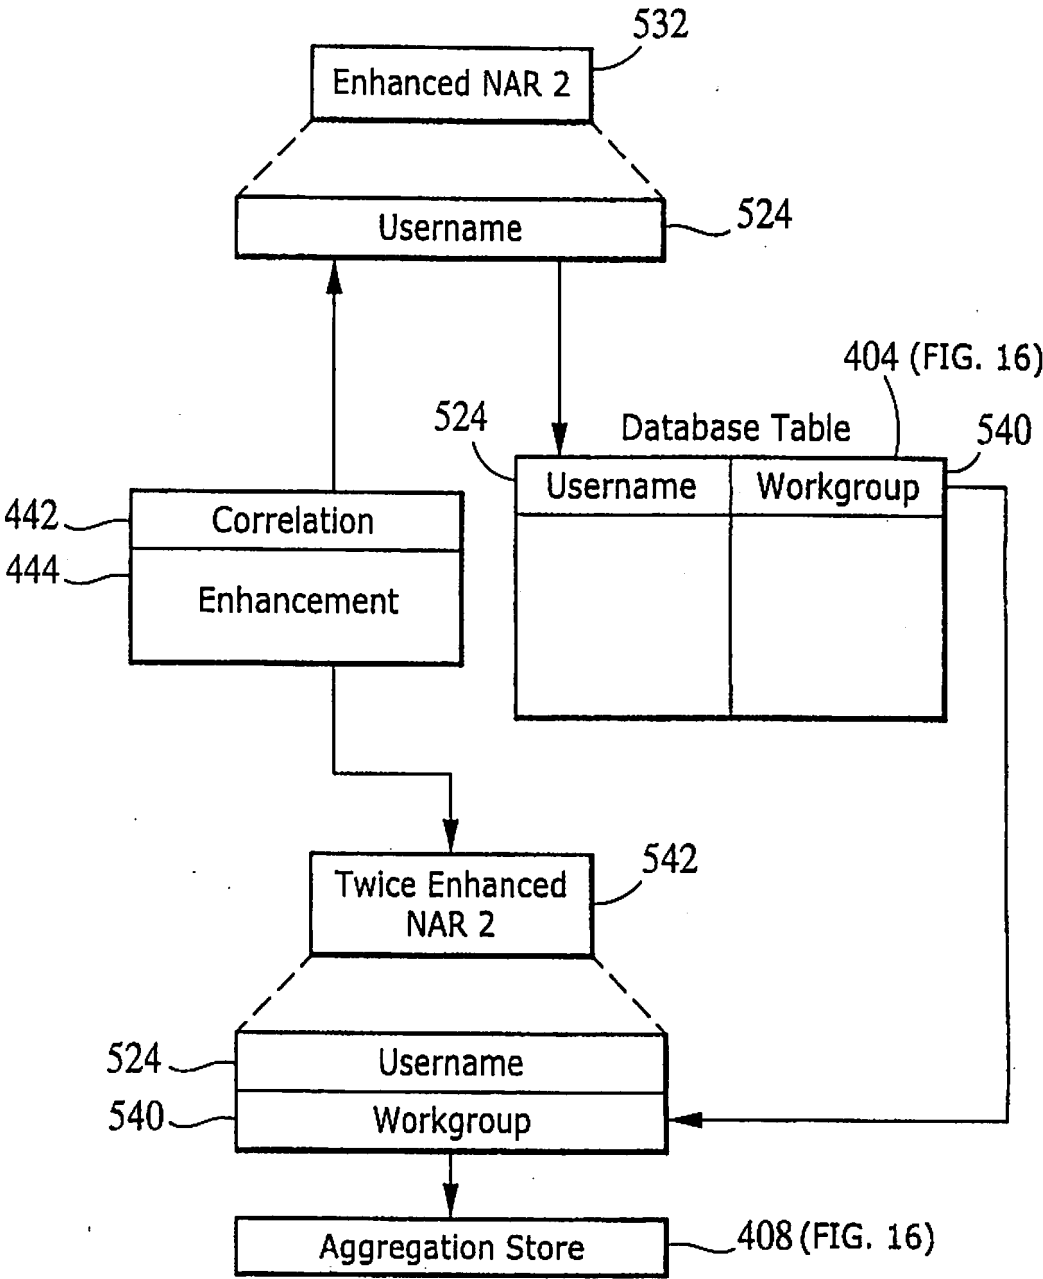 532
Enhanced NAR 2
Username
524
404 (FIG. 16)
524
Database Table
540
Username
Workgroup
442
Correlation
444
Enhancement
542
Twice Enhanced
NAR 2
524
Username
540
Workgroup
Aggregation Store
408 (FIG. 16)